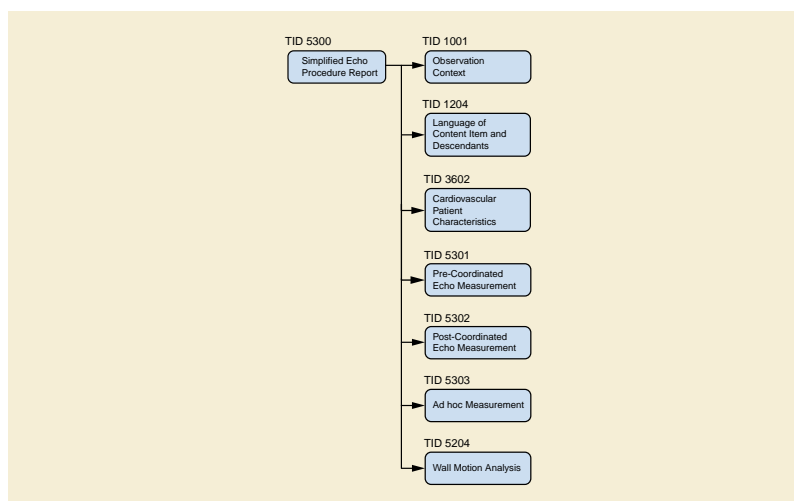 TID 5300
Simplified Echo
Procedure Report
TID 1001
Observation
Context
TID 1204
Language of
Content Item and
Descendants
TID 3602
Cardiovascular
Patient
Characteristics
TID 5301
Pre-Coordinated
Echo Measurement
TID 5302
Post-Coordinated
Echo Measurement
TID 5303
Ad hoc Measurement
TID 5204
Wall Motion Analysis